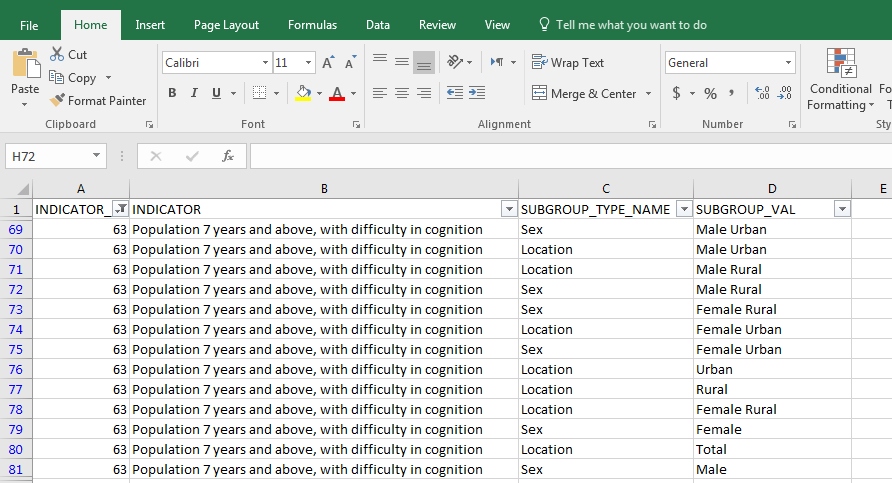 File Home Insert Page Layout Formulas Data Review View Tell me what you want to do
Cut
Copy
Format Painter
Paste
Clipboard
Calibri 11 A A
B I U A
Font
Wrap Text
Merge & Center
Alignment
General
$ % , .00 .00
Number
Conditional
Formatting
Sty
H72 fx
A B C D E
1 INDICATOR_ INDICATOR SUBGROUP_TYPE_NAME SUBGROUP_VAL
69 63 Population 7 years and above, with difficulty in cognition Sex Male Urban
70 63 Population 7 years and above, with difficulty in cognition Location Male Urban
71 63 Population 7 years and above, with difficulty in cognition Location Male Rural
72 63 Population 7 years and above, with difficulty in cognition Sex Male Rural
73 63 Population 7 years and above, with difficulty in cognition Sex Female Rural
74 63 Population 7 years and above, with difficulty in cognition Location Female Urban
75 63 Population 7 years and above, with difficulty in cognition Sex Female Urban
76 63 Population 7 years and above, with difficulty in cognition Location Urban
77 63 Population 7 years and above, with difficulty in cognition Location Rural
78 63 Population 7 years and above, with difficulty in cognition Location Female Rural
79 63 Population 7 years and above, with difficulty in cognition Sex Female
80 63 Population 7 years and above, with difficulty in cognition Location Total
81 63 Population 7 years and above, with difficulty in cognition Sex Male